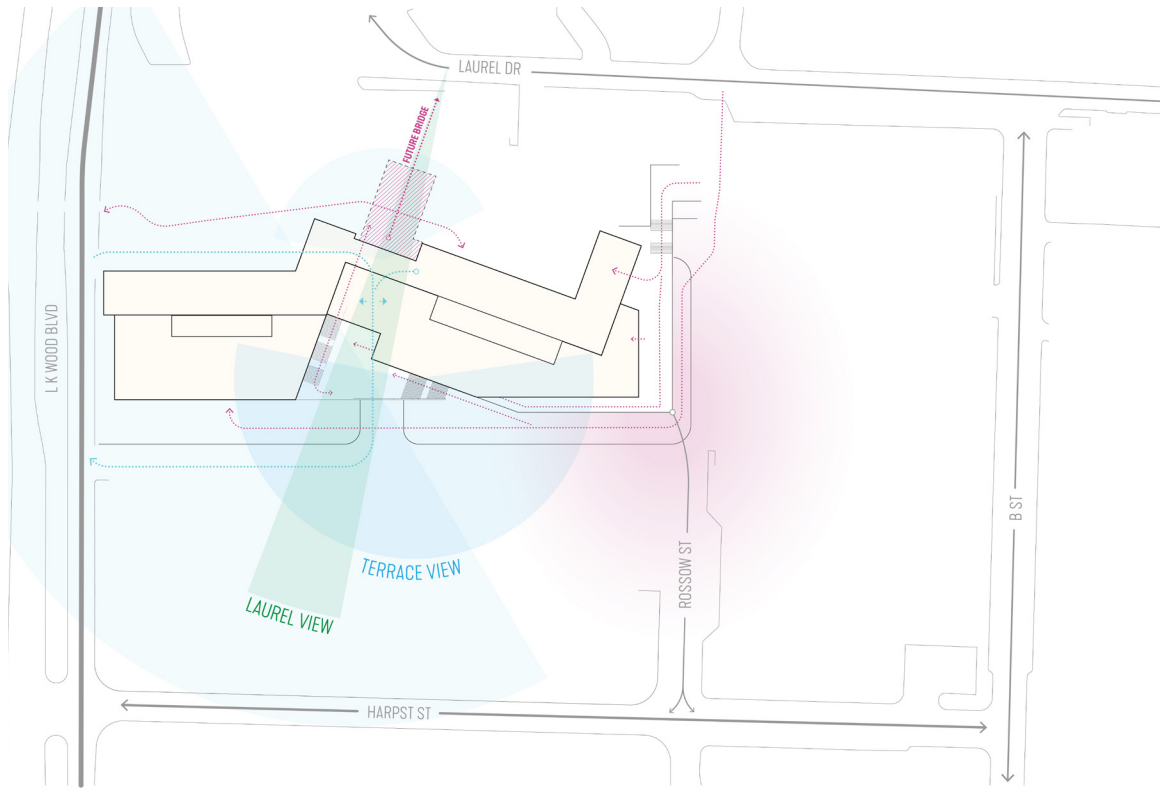 LAUREL DR
FUTURE BRIDGE
L K WOOD BLVD
B ST
TERRACE VIEW
ROSSOW ST
LAUREL VIEW
HARPST ST